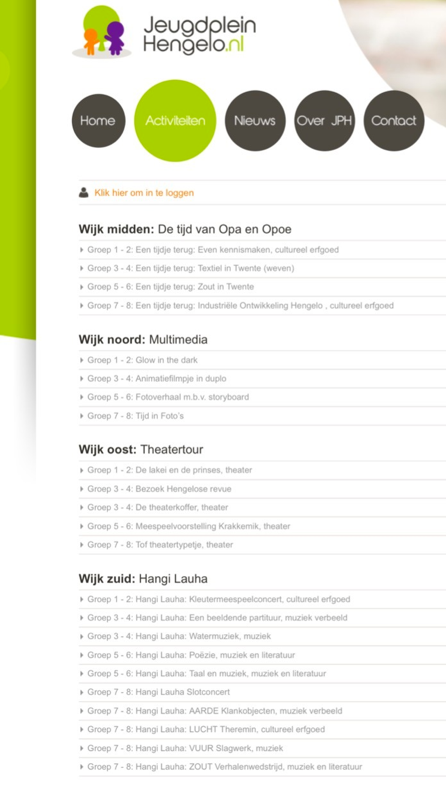 Jeugdplein
Hengelo.nl
Home Activiteiten Nieuws Over JPH Contact
Klik hier om in te loggen
Wijk midden: De tijd van Opa en Opoe
Groep 1 - 2: Een tijdje terug: Even kennismaken, cultureel erfgoed
Groep 3 - 4: Een tijdje terug: Textiel in Twente (weven)
Groep 5 - 6: Een tijdje terug: Zout in Twente
Groep 7 - 8: Een tijdje terug: Industriële Ontwikkeling Hengelo , cultureel erfgoed
Wijk noord: Multimedia
Groep 1 - 2: Glow in the dark
Groep 3 - 4: Animatiefilmpje in duplo
Groep 5 - 6: Fotoverhaal m.b.v. storyboard
Groep 7 - 8: Tijd in Foto's
Wijk oost: Theatertour
Groep 1 - 2: De lakei en de prinses, theater
Groep 3 - 4: Bezoek Hengelose revue
Groep 3 - 4: De theaterkoffer, theater
Groep 5 - 6: Meespeelvoorstelling Krakkemik, theater
Groep 7 - 8: Tof theatertypetje, theater
Wijk zuid: Hangi Lauha
Groep 1 - 2: Hangi Lauha: Kleutermeespeelconcert, cultureel erfgoed
Groep 3 - 4: Hangi Lauha: Een beeldende partituur, muziek verbeeld
Groep 3 - 4: Hangi Lauha: Watermuziek, muziek
Groep 5 - 6: Hangi Lauha: Poëzie, muziek en literatuur
Groep 5 - 6: Hangi Lauha: Taal en muziek, muziek en literatuur
Groep 7 - 8: Hangi Lauha Slotconcert
Groep 7 - 8: Hangi Lauha: AARDE Klankobjecten, muziek verbeeld
Groep 7 - 8: Hangi Lauha: LUCHT Theremin, cultureel erfgoed
Groep 7 - 8: Hangi Lauha: VUUR Slagwerk, muziek
Groep 7 - 8: Hangi Lauha: ZOUT Verhalenwedstrijd, muziek en literatuur